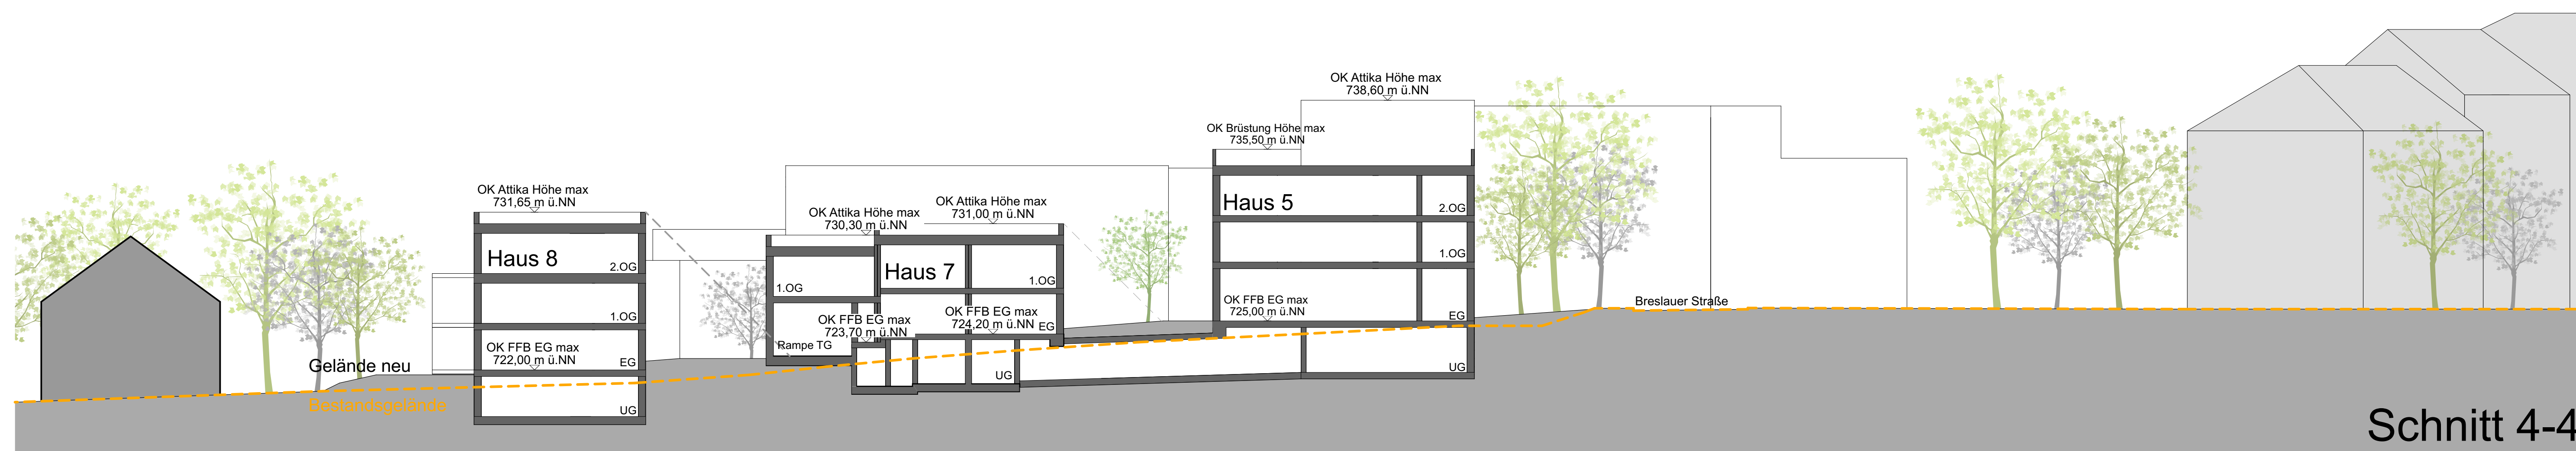 OK Attika Höhe max
731,65 m ü.NN
Haus 8
2.OG
1.OG
OK FFB EG max
722,00 m ü.NN
EG
UG
Gelände neu
Bestandsgelände
OK Attika Höhe max
730,30 m ü.NN
OK Attika Höhe max
731,00 m ü.NN
Haus 7
1.OG
1.OG
OK FFB EG max
723,70 m ü.NN
OK FFB EG max
724,20 m ü.NN
EG
Rampe TG
UG
OK Attika Höhe max
738,60 m ü.NN
OK Brüstung Höhe max
735,50 m ü.NN
Haus 5
2.OG
1.OG
OK FFB EG max
725,00 m ü.NN
EG
UG
Breslauer Straße
Schnitt 4-4